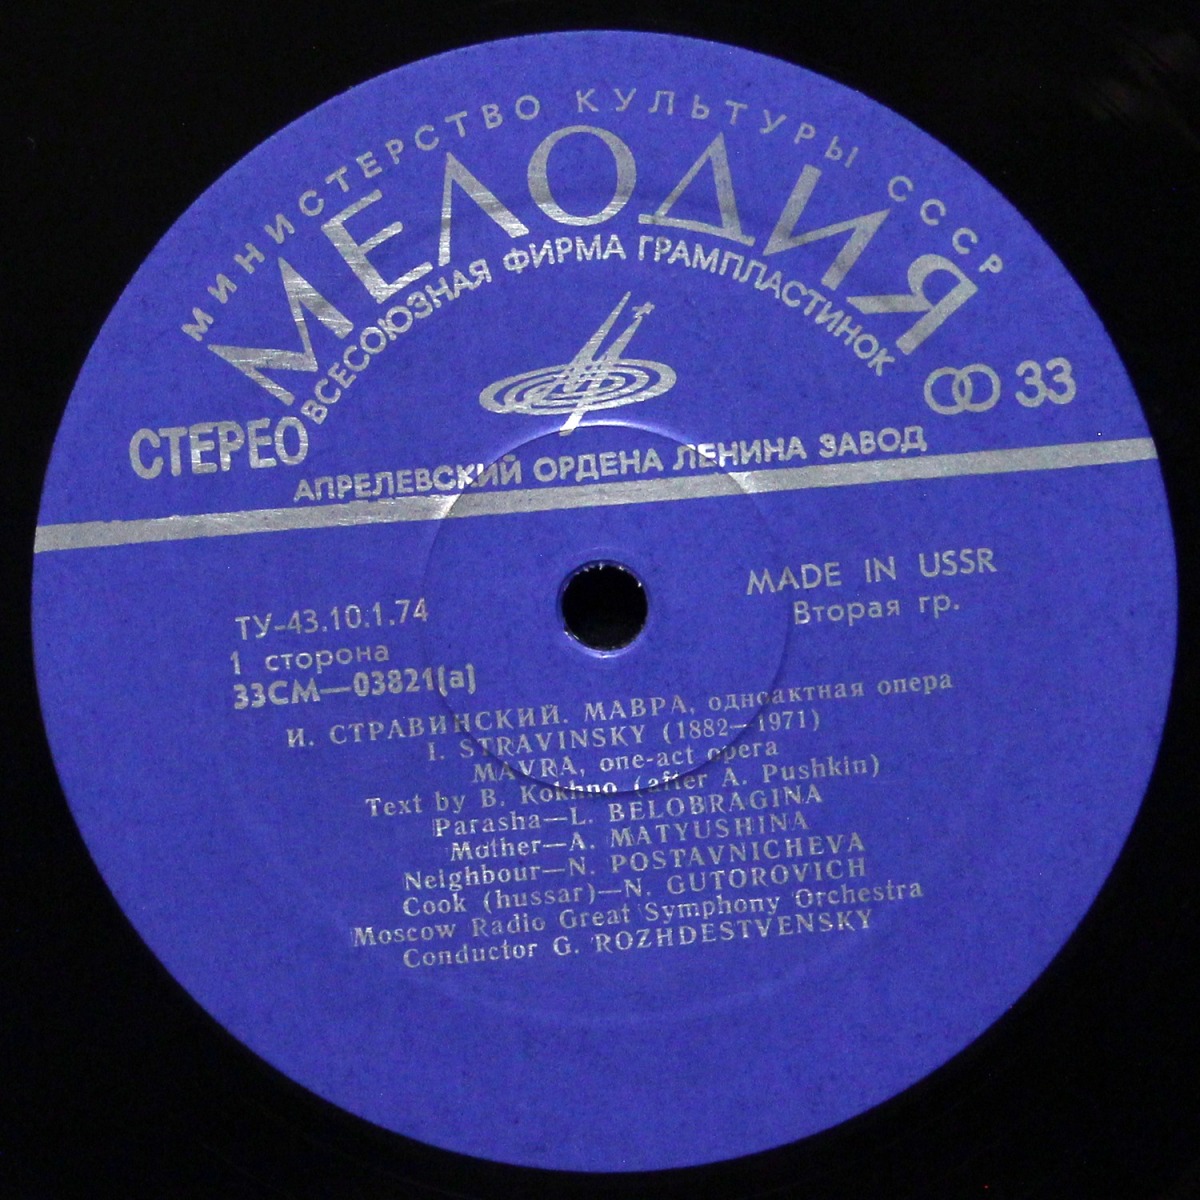 МИНИСТЕРСТВО КУЛЬТУРЫ СССР
МЕЛОДИЯ
ВСЕСОЮЗНАЯ ФИРМА ГРАМПЛАСТИНОК
СТЕРЕО
33
АПРЕЛЕВСКИЙ ОРДЕНА ЛЕНИНА ЗАВОД
MADE IN USSR
Вторая гр.
ТУ-43.10.1.74
1 сторона
33СМ—03821(а)
И. СТРАВИНСКИЙ. МАВРА, одноактная опера
I. STRAVINSKY (1882—1971)
MAVRA, one-act opera
Text by B. Kokhno (after A. Pushkin)
Parasha—L. BELOBRAGINA
Mother—A. MATYUSHINA
Neighbour—N. POSTAVNICHEVA
Cook (hussar)—N. GUTOROVICH
Moscow Radio Great Symphony Orchestra
Conductor G. ROZHDESTVENSKY